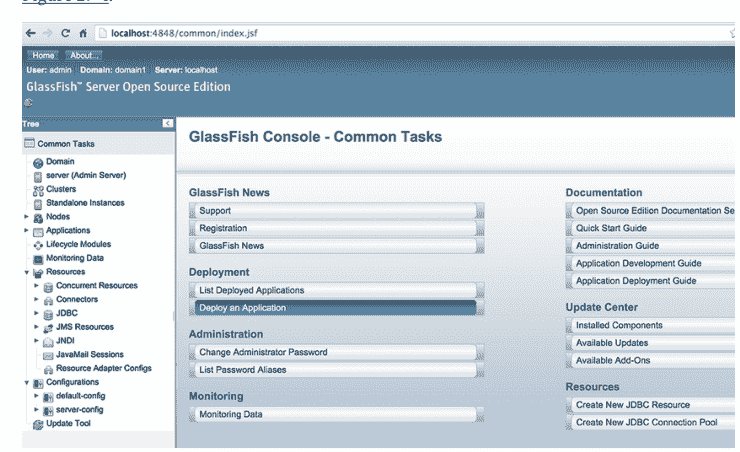 localhost:4848/common/index.jsf
Home About...
User: admin Domain: domain1 Server: localhost
GlassFish™ Server Open Source Edition
Tree
Common Tasks
Domain
server (Admin Server)
Clusters
Standalone Instances
Nodes
Applications
Lifecycle Modules
Monitoring Data
Resources
Concurrent Resources
Connectors
JDBC
JMS Resources
JNDI
JavaMail Sessions
Resource Adapter Configs
Configurations
default-config
server-config
Update Tool
GlassFish Console - Common Tasks
GlassFish News
Support
Registration
GlassFish News
Deployment
List Deployed Applications
Deploy an Application
Administration
Change Administrator Password
List Password Aliases
Monitoring
Monitoring Data
Documentation
Open Source Edition Documentation Se
Quick Start Guide
Administration Guide
Application Development Guide
Application Deployment Guide
Update Center
Installed Components
Available Updates
Available Add-Ons
Resources
Create New JDBC Resource
Create New JDBC Connection Pool